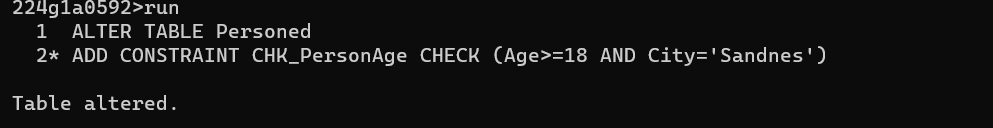 224g1a0592>run
  1  ALTER TABLE Personed
  2* ADD CONSTRAINT CHK_PersonAge CHECK (Age>=18 AND City='Sandnes')
Table altered.